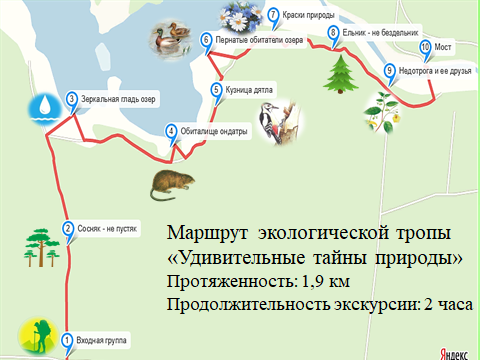 7 Краски природы
6 Пернатые обитатели озера
8 Ельник - не бездельник
10 Мост
9 Недотрога и ее друзья
5 Кузница дятла
3 Зеркальная гладь озер
4 Обиталище ондатры
2 Сосняк - не пустяк
Маршрут экологической тропы
«Удивительные тайны природы»
Протяженность: 1,9 км
Продолжительность экскурсии: 2 часа
1 Входная группа
Яндекс